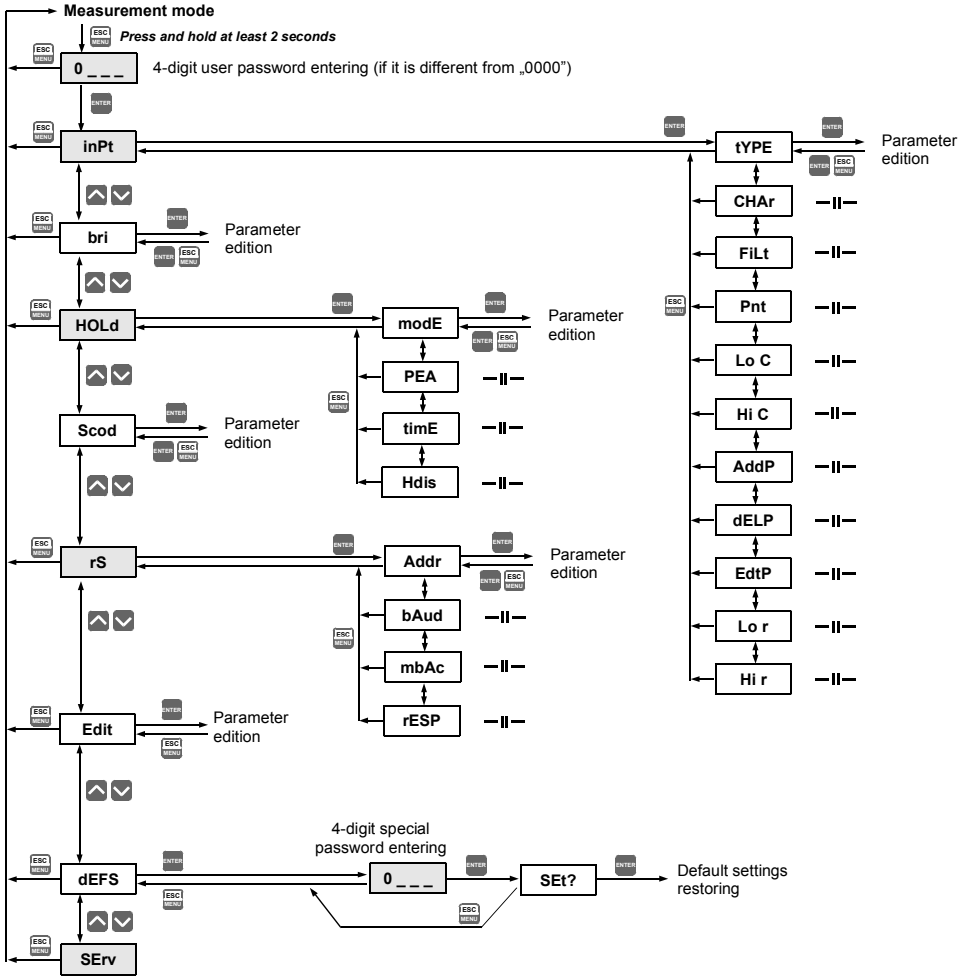 Measurement mode
ESC
MENU
Press and hold at least 2 seconds
ESC
MENU
0 _ _ _
4-digit user password entering (if it is different from „0000”)
ENTER
ESC
MENU
inPt
ENTER
tYPE
ENTER
ENTER
ESC
MENU
Parameter
edition
CHAr
ESC
MENU
bri
ENTER
ENTER
ESC
MENU
Parameter
edition
FiLt
ESC
MENU
HOLd
ENTER
modE
ENTER
ENTER
ESC
MENU
Parameter
edition
ESC
MENU
Pnt
PEA
ESC
MENU
Lo C
timE
Hi C
Hdis
ESC
MENU
Scod
ENTER
ENTER
ESC
MENU
Parameter
edition
AddP
dELP
ESC
MENU
rS
ENTER
Addr
ENTER
ENTER
ESC
MENU
Parameter
edition
EdtP
bAud
ESC
MENU
Lo r
mbAc
Hi r
rESP
ESC
MENU
Edit
ENTER
ESC
MENU
Parameter
edition
4-digit special
password entering
ESC
MENU
dEFS
ENTER
ESC
MENU
0 _ _ _
ENTER
SEt?
ENTER
Default settings
restoring
ESC
MENU
ESC
MENU
SErv